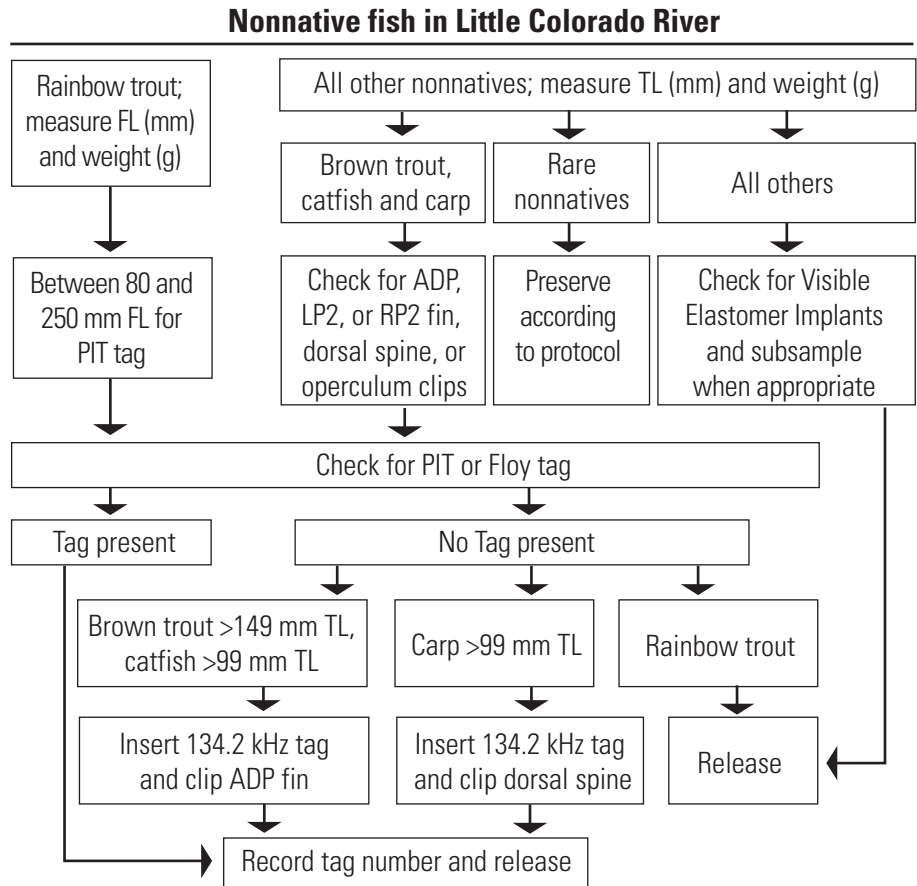 Nonnative fish in Little Colorado River
Rainbow trout;
measure FL (mm)
and weight (g)
All other nonnatives; measure TL (mm) and weight (g)
Brown trout,
catfish and carp
Rare
nonnatives
All others
Between 80 and
250 mm FL for
PIT tag
Check for ADP,
LP2, or RP2 fin,
dorsal spine, or
operculum clips
Preserve
according
to protocol
Check for Visible
Elastomer Implants
and subsample
when appropriate
Check for PIT or Floy tag
Tag present
No Tag present
Brown trout >149 mm TL,
catfish >99 mm TL
Carp >99 mm TL
Rainbow trout
Insert 134.2 kHz tag
and clip ADP fin
Insert 134.2 kHz tag
and clip dorsal spine
Release
Record tag number and release